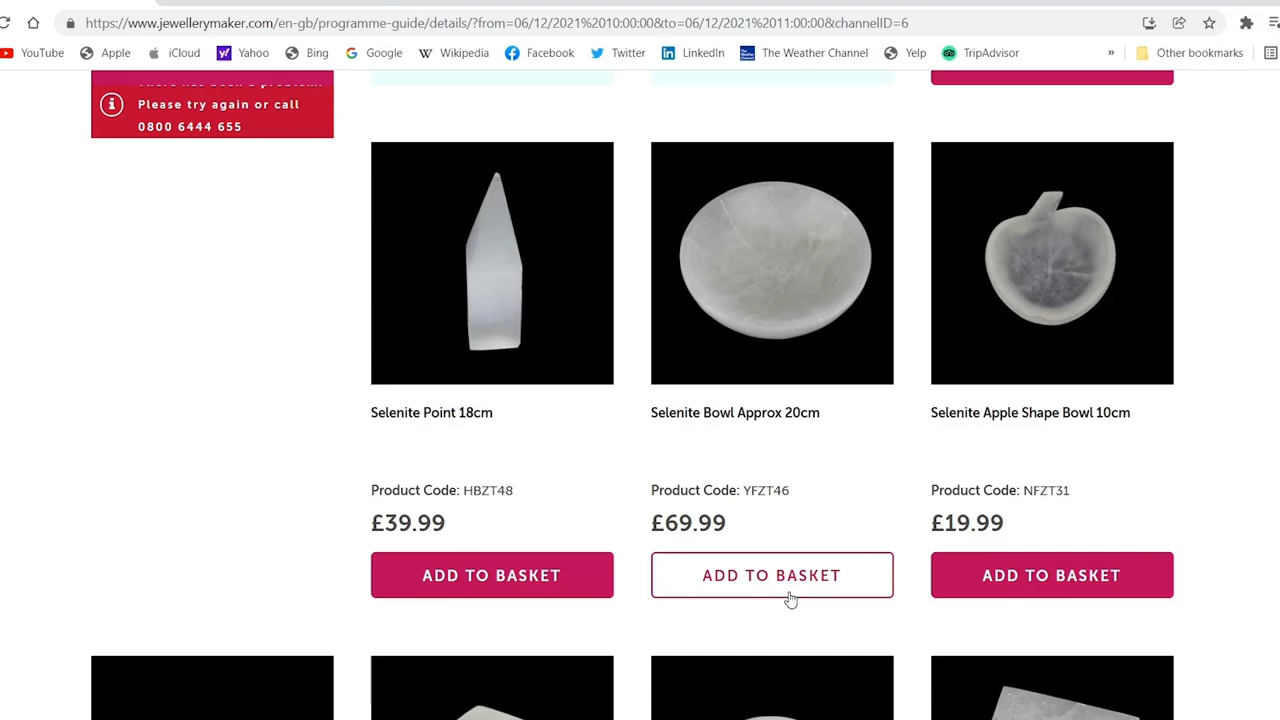 https://www.jewellerymaker.com/en-gb/programme-guide/details/?from=06/12/2021%2010:00:00&to=06/12/2021%2011:00:00&channelID=6
YouTube Apple iCloud Yahoo Bing Google Wikipedia Facebook Twitter LinkedIn The Weather Channel Yelp TripAdvisor » Other bookmarks
There has been a problem.
Please try again or call
0800 6444 655
Selenite Point 18cm
Product Code: HBZT48
£39.99
ADD TO BASKET
Selenite Bowl Approx 20cm
Product Code: YFZT46
£69.99
ADD TO BASKET
Selenite Apple Shape Bowl 10cm
Product Code: NFZT31
£19.99
ADD TO BASKET